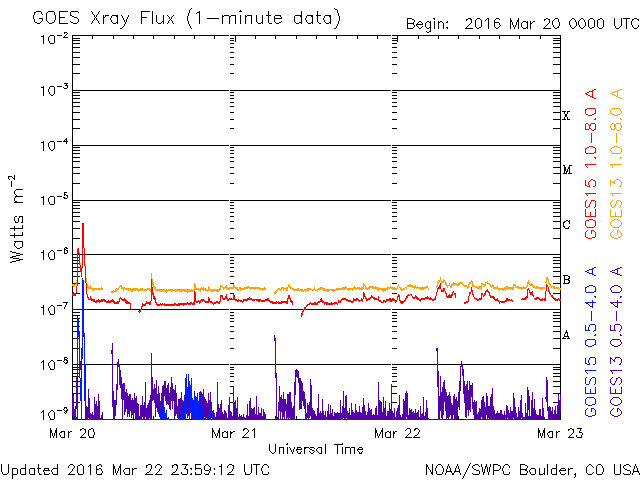 GOES Xray Flux (1-minute data)
Begin: 2016 Mar 20 0000 UTC
10^-2
10^-3
10^-4
10^-5
10^-6
10^-7
10^-8
10^-9
Watts m^-2
X
M
C
B
A
GOES15 1.0-8.0 A
GOES13 1.0-8.0 A
GOES15 0.5-4.0 A
GOES13 0.5-4.0 A
Mar 20 Mar 21 Mar 22 Mar 23
Universal Time
Updated 2016 Mar 22 23:59:12 UTC
NOAA/SWPC Boulder, CO USA